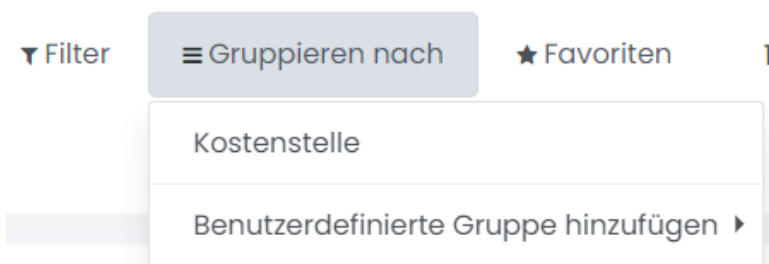 Filter Gruppieren nach Favoriten
Kostenstelle
Benutzerdefinierte Gruppe hinzufügen